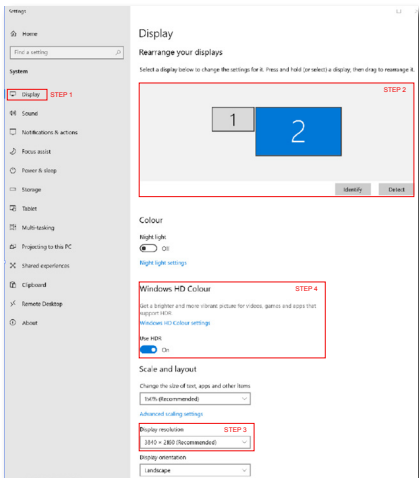 Settings
Home
Find a setting
System
Display STEP 1
Sound
Notifications & actions
Focus assist
Power & sleep
Storage
Tablet
Multi-tasking
Projecting to this PC
Shared experiences
Clipboard
Remote Desktop
About
Display
Rearrange your displays
Select a display below to change the settings for it. Press and hold (or select) a display, then drag to rearrange it.
STEP 2
1
2
Identify Detect
Colour
Night light
Off
Night light settings
Windows HD Colour STEP 4
Get a brighter and more vibrant picture for videos, games and apps that
support HDR.
Windows HD Colour settings
Use HDR
On
Scale and layout
Change the size of text, apps and other items
(Recommended)
Advanced scaling settings
Display resolution STEP 3
3840 × 2160 (Recommended)
Display orientation
Landscape